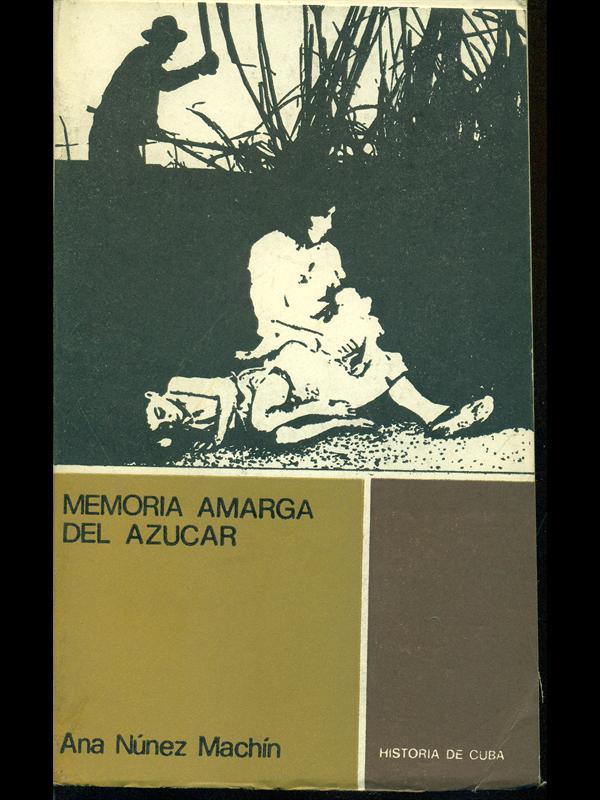 MEMORIA AMARGA
DEL AZUCAR
Ana Núnez Machín
HISTORIA DE CUBA